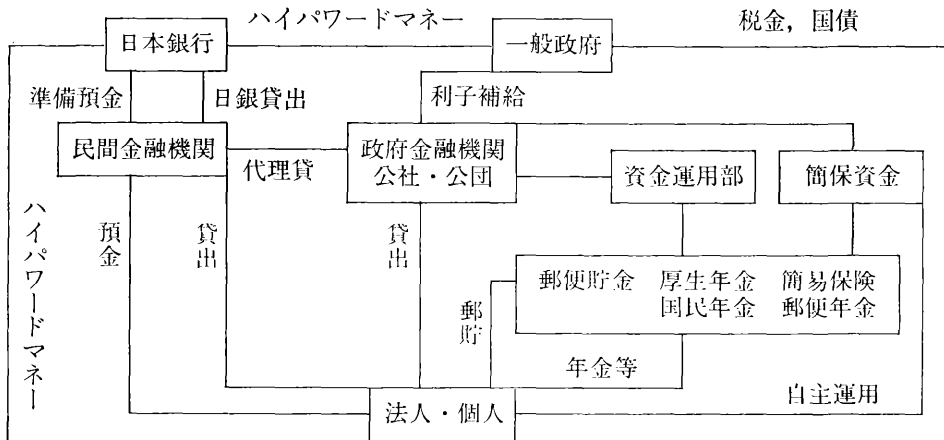 ハイパワードマネー
税金，国債
日本銀行
一般政府
準備預金
日銀貸出
利子補給
民間金融機関
代理貸
政府金融機関
公社・公団
資金運用部
簡保資金
ハイパワードマネー
預金
貸出
貸出
郵便貯金 厚生年金 簡易保険
国民年金 郵便年金
郵貯
年金等
自主運用
法人・個人